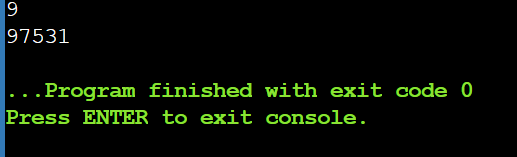 9
97531
...Program finished with exit code 0
Press ENTER to exit console.